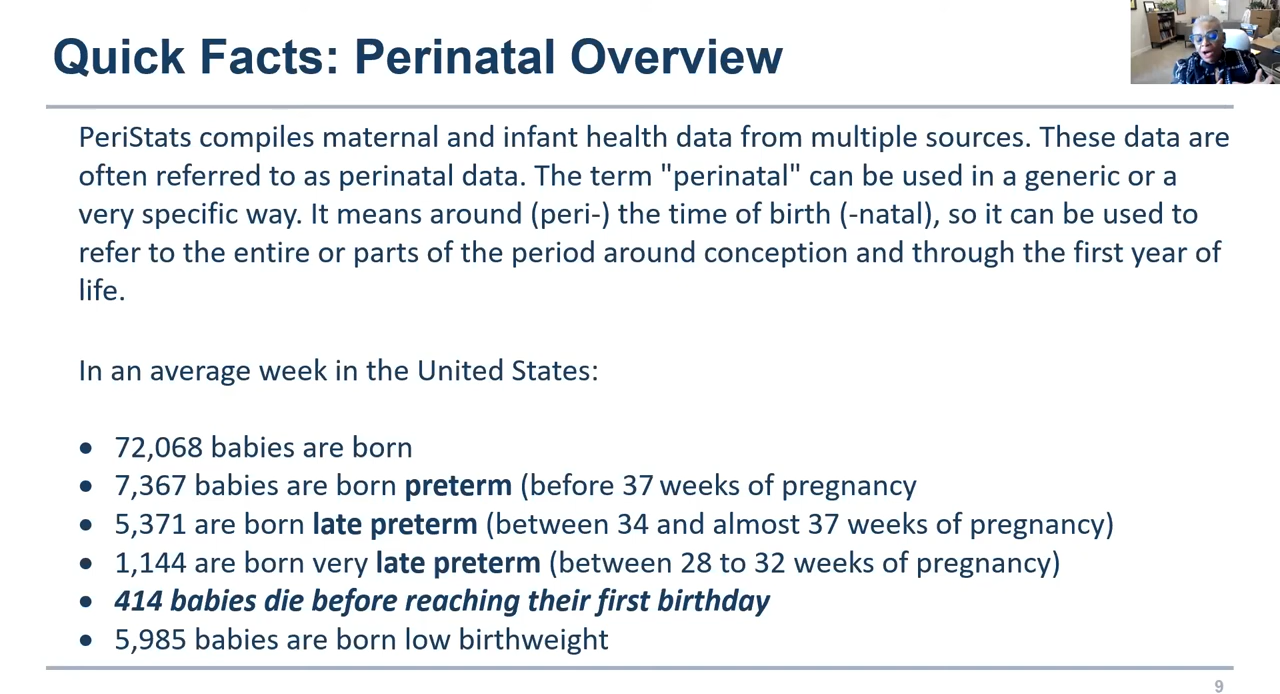 Quick Facts: Perinatal Overview
PeriStats compiles maternal and infant health data from multiple sources. These data are
often referred to as perinatal data. The term "perinatal" can be used in a generic or a
very specific way. It means around (peri-) the time of birth (-natal), so it can be used to
refer to the entire or parts of the period around conception and through the first year of
life.
In an average week in the United States:
• 72,068 babies are born
• 7,367 babies are born preterm (before 37 weeks of pregnancy
• 5,371 are born late preterm (between 34 and almost 37 weeks of pregnancy)
• 1,144 are born very late preterm (between 28 to 32 weeks of pregnancy)
• 414 babies die before reaching their first birthday
• 5,985 babies are born low birthweight
9